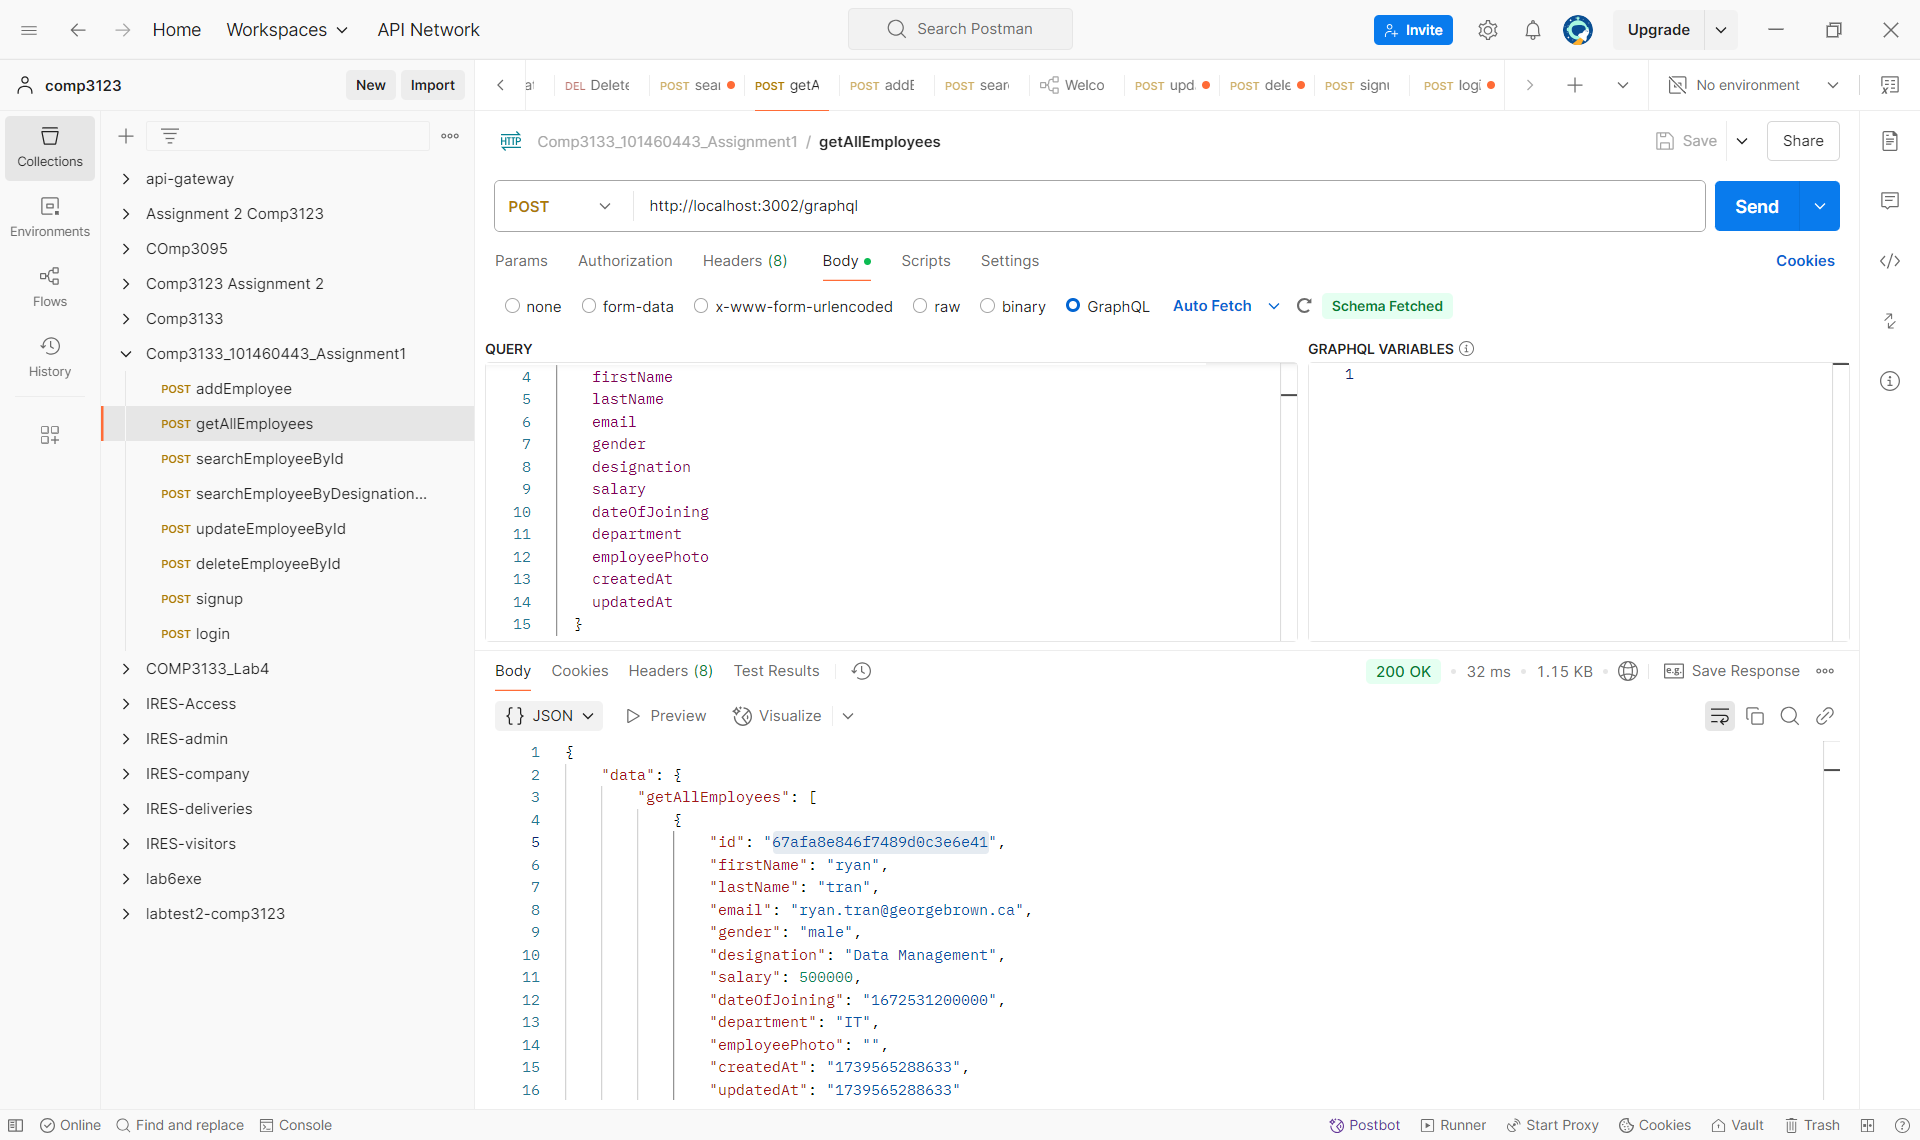 Home Workspaces API Network Search Postman Invite Upgrade
comp3123 New Import DEL Delete POST sear POST getA POST addE POST sear Welco POST upd POST dele POST sign POST logi No environment
Collections
Environments
Flows
History
api-gateway
Assignment 2 Comp3123
COmp3095
Comp3123 Assignment 2
Comp3133
Comp3133_101460443_Assignment1
POST addEmployee
POST getAllEmployees
POST searchEmployeeById
POST searchEmployeeByDesignation...
POST updateEmployeeById
POST deleteEmployeeById
POST signup
POST login
COMP3133_Lab4
IRES-Access
IRES-admin
IRES-company
IRES-deliveries
IRES-visitors
lab6exe
labtest2-comp3123
HTTP Comp3133_101460443_Assignment1 / getAllEmployees Save Share
POST http://localhost:3002/graphql Send
Params Authorization Headers (8) Body Scripts Settings Cookies
none form-data x-www-form-urlencoded raw binary GraphQL Auto Fetch Schema Fetched
QUERY GRAPHQL VARIABLES
4 firstName
5 lastName
6 email
7 gender
8 designation
9 salary
10 dateOfJoining
11 department
12 employeePhoto
13 createdAt
14 updatedAt
15 }
1
Body Cookies Headers (8) Test Results 200 OK 32 ms 1.15 KB e.g. Save Response
{} JSON Preview Visualize
1 {
2 "data": {
3 "getAllEmployees": [
4 {
5 "id": "67afa8e846f7489d0c3e6e41",
6 "firstName": "ryan",
7 "lastName": "tran",
8 "email": "ryan.tran@georgebrown.ca",
9 "gender": "male",
10 "designation": "Data Management",
11 "salary": 500000,
12 "dateOfJoining": "1672531200000",
13 "department": "IT",
14 "employeePhoto": "",
15 "createdAt": "1739565288633",
16 "updatedAt": "1739565288633"
Online Find and replace Console Postbot Runner Start Proxy Cookies Vault Trash